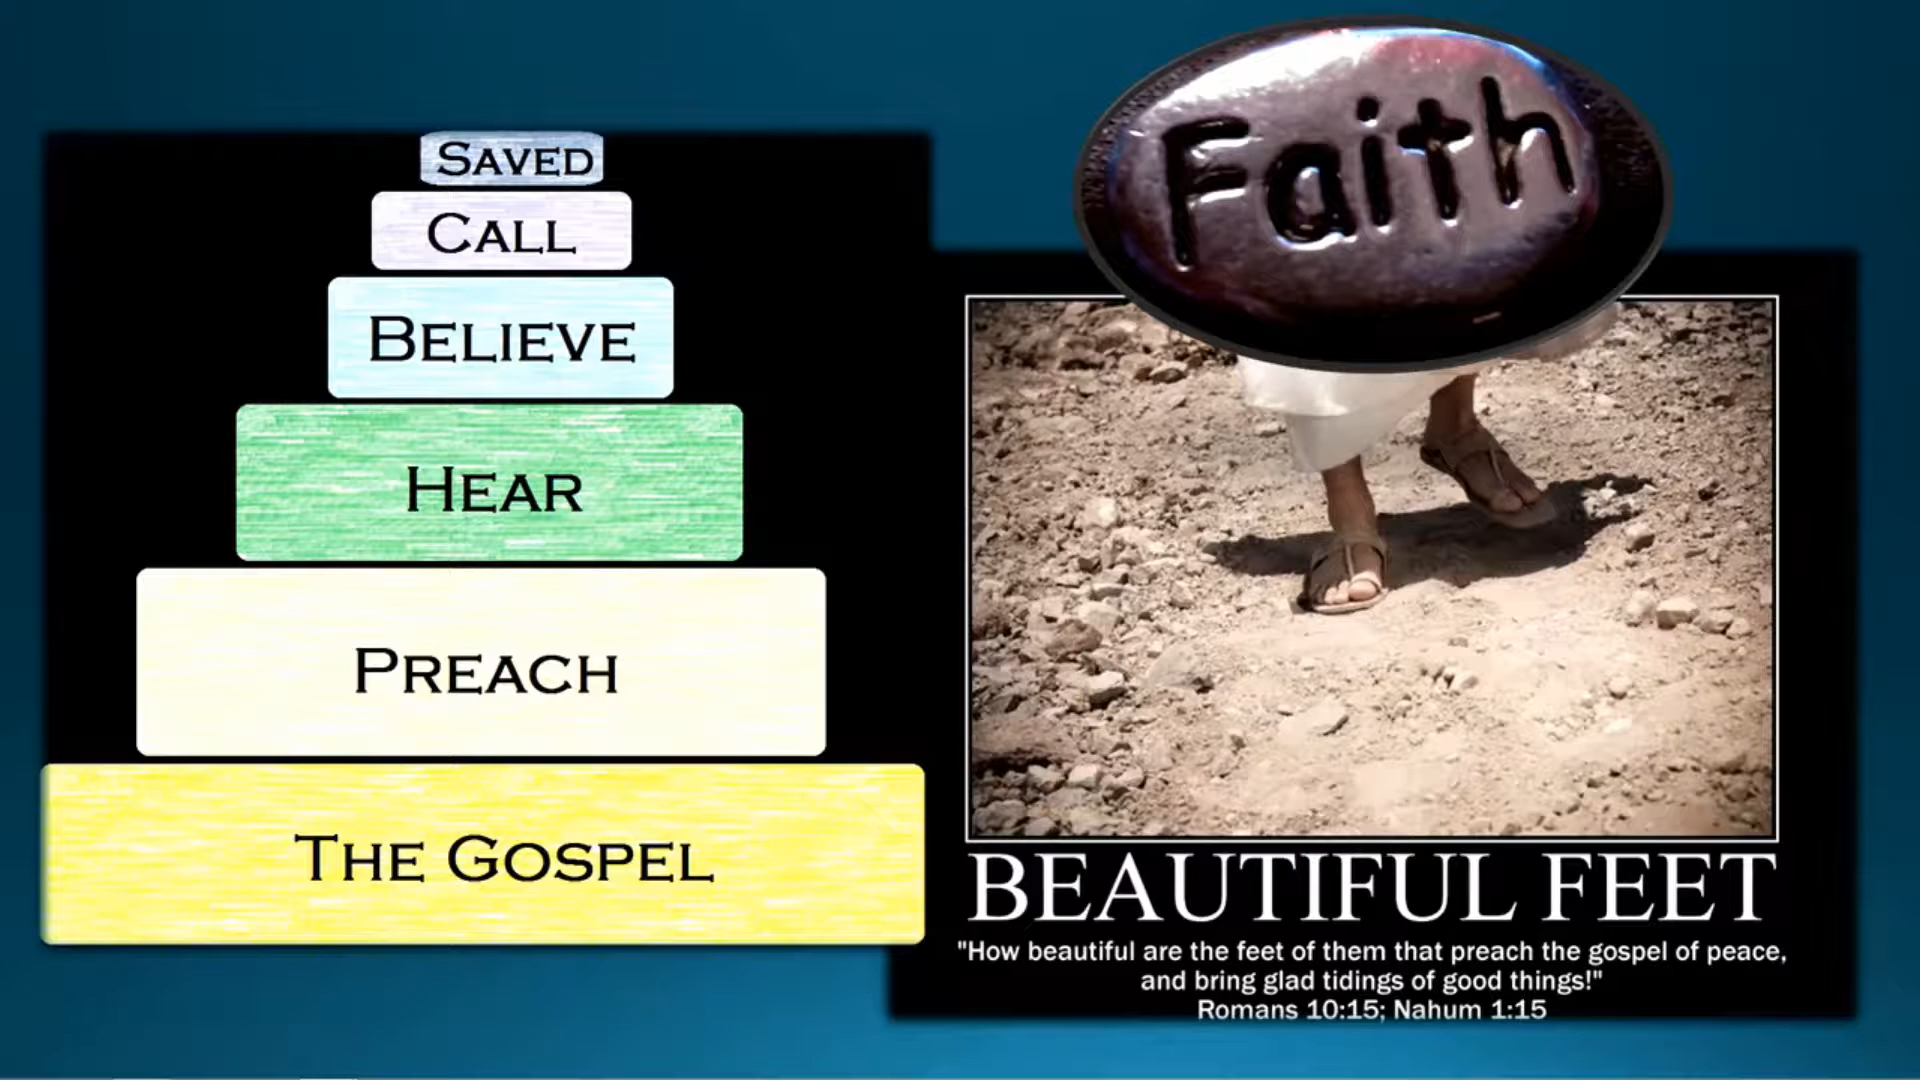 SAVED
CALL
BELIEVE
HEAR
PREACH
THE GOSPEL
Faith
BEAUTIFUL FEET
"How beautiful are the feet of them that preach the gospel of peace,
and bring glad tidings of good things!"
Romans 10:15; Nahum 1:15